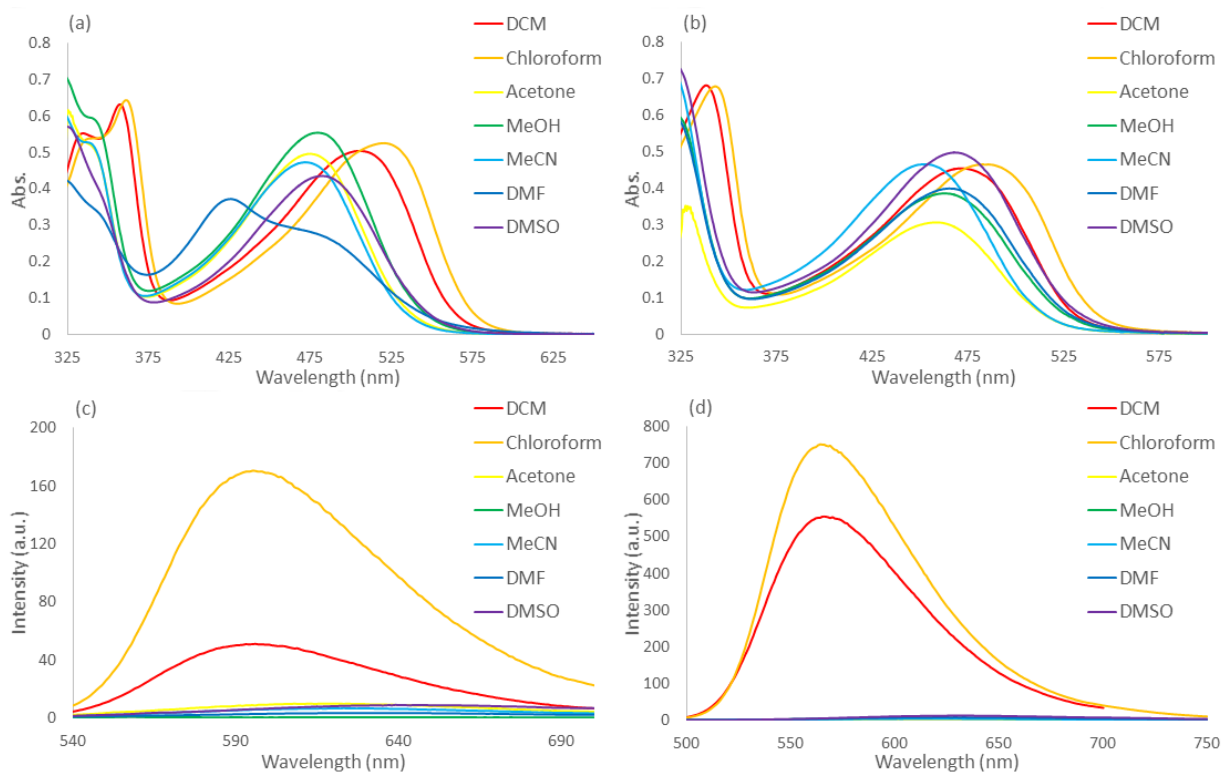 (a)
DCM
Chloroform
Acetone
MeOH
MeCN
DMF
DMSO
0.8
0.7
0.6
0.5
0.4
0.3
0.2
0.1
0
Abs.
325 375 425 475 525 575 625
Wavelength (nm)
(b)
DCM
Chloroform
Acetone
MeOH
MeCN
DMF
DMSO
0.8
0.7
0.6
0.5
0.4
0.3
0.2
0.1
0
Abs.
325 375 425 475 525 575
Wavelength (nm)
(c)
DCM
Chloroform
Acetone
MeOH
MeCN
DMF
DMSO
200
160
120
80
40
0
Intensity (a.u.)
540 590 640 690
Wavelength (nm)
(d)
DCM
Chloroform
Acetone
MeOH
MeCN
DMF
DMSO
800
700
600
500
400
300
200
100
0
Intensity (a.u.)
500 550 600 650 700 750
Wavelength (nm)